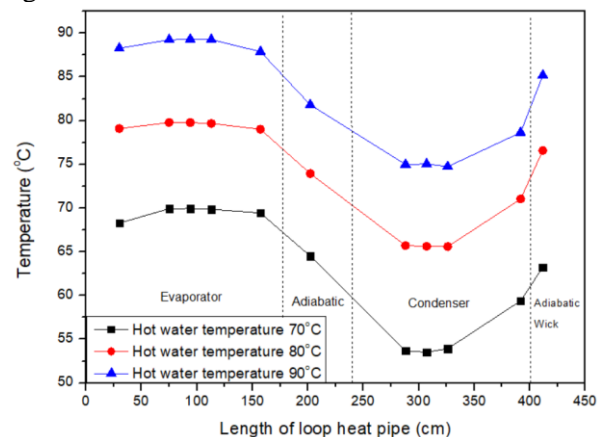 90
85
80
75
70
65
60
55
50
Temperature (°C)
Evaporator
Adiabatic
Condenser
Adiabatic
Wick
Hot water temperature 70°C
Hot water temperature 80°C
Hot water temperature 90°C
0 50 100 150 200 250 300 350 400 450
Length of loop heat pipe (cm)